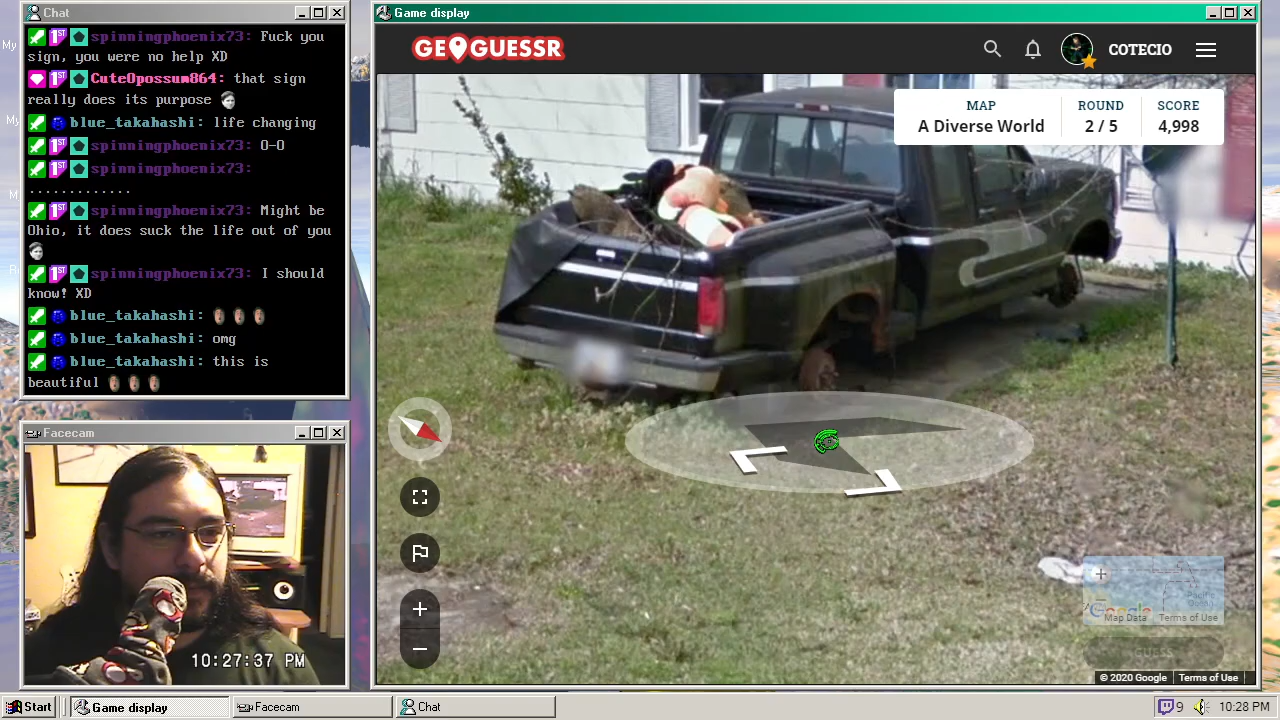 Chat
spinningphoenix73: Fuck you
sign, you were no help XD
CuteOpossum864: that sign
really does its purpose
blue_takahashi: life changing
spinningphoenix73: O-O
spinningphoenix73:
.............
spinningphoenix73: Might be
Ohio, it does suck the life out of you
spinningphoenix73: I should
know! XD
blue_takahashi:
blue_takahashi: omg
blue_takahashi: this is
beautiful
Facecam
10:27:37 PM
Game display
GEOGUESSR
COTECIO
MAP
A Diverse World
ROUND
2 / 5
SCORE
4,998
Google
Map Data
Terms of Use
GUESS
© 2020 Google
Terms of Use
Start
Game display
Facecam
Chat
9
10:28 PM